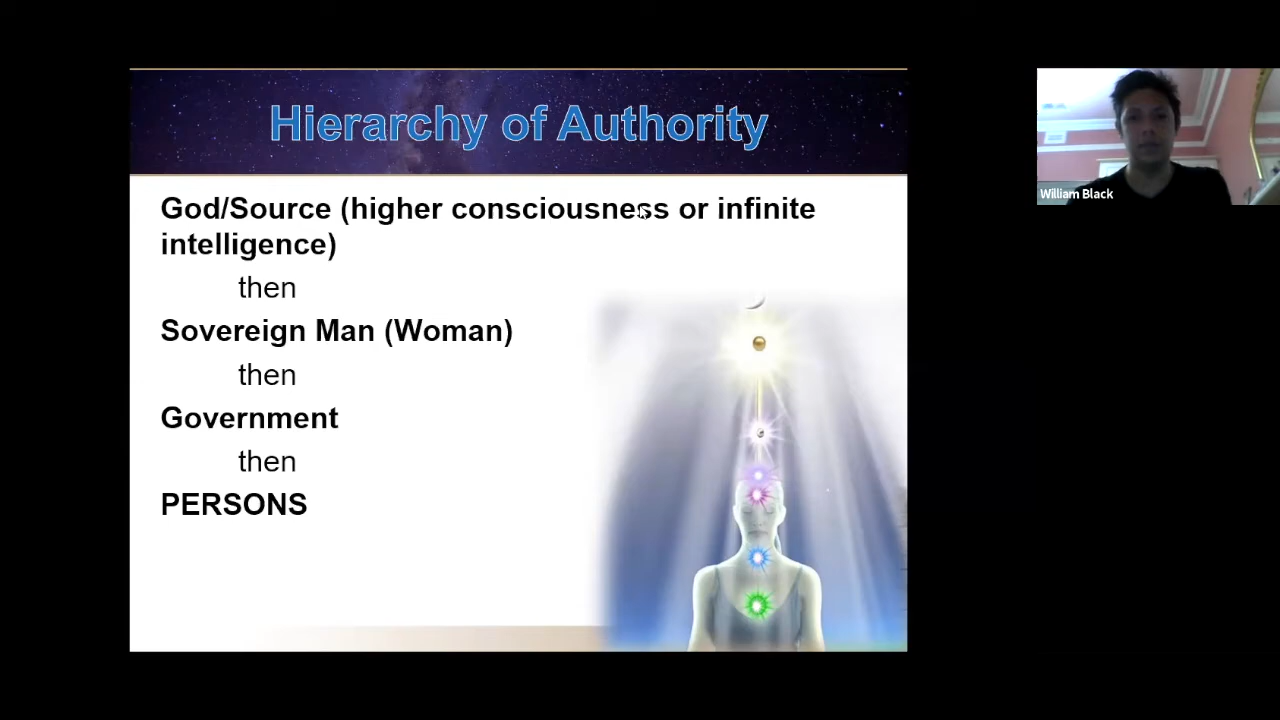 Hierarchy of Authority
God/Source (higher consciousness or infinite
intelligence)
then
Sovereign Man (Woman)
then
Government
then
PERSONS
William Black